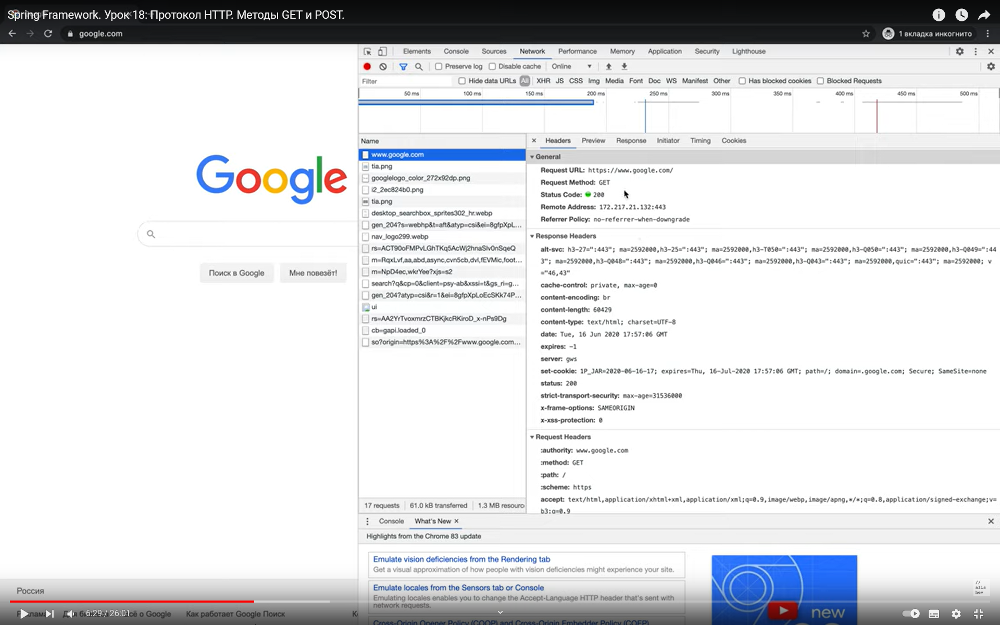 Spring Framework. Урок 18: Протокол HTTP. Методы GET и POST.
google.com
1 вкладка инкогнито
Elements Console Sources Network Performance Memory Application Security Lighthouse
Preserve log Disable cache Online
Filter Hide data URLs All XHR JS CSS Img Media Font Doc WS Manifest Other Has blocked cookies Blocked Requests
50 ms 100 ms 150 ms 200 ms 250 ms 300 ms 350 ms 400 ms 450 ms 500 ms
Google
Поиск в Google Мне повезёт!
Name
www.google.com
tia.png
googlelogo_color_272x92dp.png
i2_2ec824b0.png
tia.png
desktop_searchbox_sprites302_hr.webp
gen_204?s=webhp&t=aft&atyp=csi&ei=8gfpXpL...
nav_logo299.webp
rs=ACT90oFMPvLGhTKq5AcWj2hnaSlv0nSqeQ
m=RqxLvf,aa,abd,async,cvn5cb,dvl,fEVMic,foot...
m=NpD4ec,wkrYee?xjs=s2
search?q&cp=0&client=psy-ab&xssi=t&gs_ri=g...
gen_204?atyp=csi&r=1&ei=8gfpXpLoEcSKk74P...
ui
rs=AA2YrTvoxmrzCTBKjkcRKiroD_x-nPs9Dg
cb=gapi.loaded_0
so?origin=https%3A%2F%2Fwww.google.com...
17 requests 61.0 kB transferred 1.3 MB resourc
Headers Preview Response Initiator Timing Cookies
General
Request URL: https://www.google.com/
Request Method: GET
Status Code: 200
Remote Address: 172.217.21.132:443
Referrer Policy: no-referrer-when-downgrade
Response Headers
alt-svc: h3-27=":443"; ma=2592000,h3-25=":443"; ma=2592000,h3-T050=":443"; ma=2592000,h3-Q050=":443"; ma=2592000,h3-Q049=":44
3"; ma=2592000,h3-Q048=":443"; ma=2592000,h3-Q046=":443"; ma=2592000,h3-Q043=":443"; ma=2592000,quic=":443"; ma=2592000; v
="46,43"
cache-control: private, max-age=0
content-encoding: br
content-length: 60429
content-type: text/html; charset=UTF-8
date: Tue, 16 Jun 2020 17:57:06 GMT
expires: -1
server: gws
set-cookie: 1P_JAR=2020-06-16-17; expires=Thu, 16-Jul-2020 17:57:06 GMT; path=/; domain=.google.com; Secure; SameSite=none
status: 200
strict-transport-security: max-age=31536000
x-frame-options: SAMEORIGIN
x-xss-protection: 0
Request Headers
:authority: www.google.com
:method: GET
:path: /
:scheme: https
accept: text/html,application/xhtml+xml,application/xml;q=0.9,image/webp,image/apng,*/*;q=0.8,application/signed-exchange;v=
b3;q=0.9
Console What's New
Highlights from the Chrome 83 update
Emulate vision deficiencies from the Rendering tab
Get a visual approximation of how people with vision deficiencies might experience your site.
Emulate locales from the Sensors tab or Console
Emulating locales enables you to change the Accept-Language HTTP header that's sent with
network requests.
Cross-Origin Opener Policy (COOP) and Cross-Origin Embedder Policy (COEP)
new
//
alis
hev
Россия
6:29 / 26:01
Как работает Google Поиск